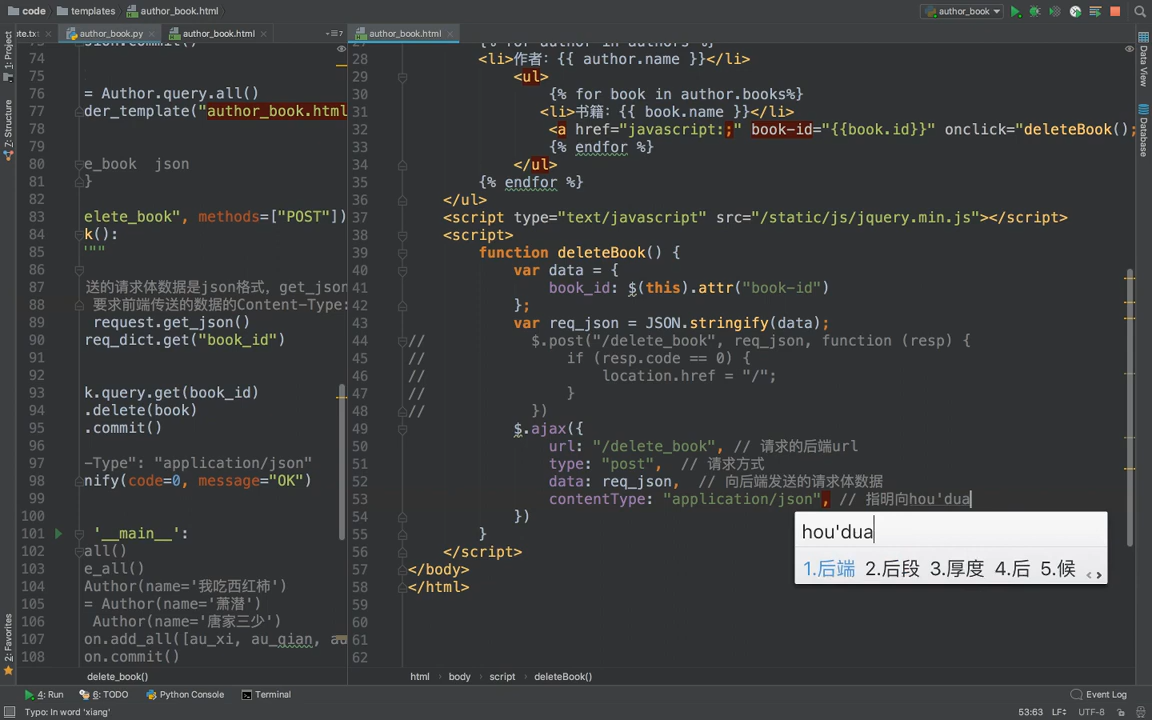 code templates author_book.html author_book
te.tx author_book.py author_book.html 7 author_book.html
1: Project
Z: Structure
2: Favorites
74
75
76 = Author.query.all()
77 der_template("author_book.html
78
79
80 e_book json
81 }
82
83 elete_book", methods=["POST"])
84 k():
85 """
86
87 送的请求体数据是json格式，get_json
88 要求前端传送的数据的Content-Type:
89 request.get_json()
90 req_dict.get("book_id")
91
92
93 k.query.get(book_id)
94 .delete(book)
95 .commit()
96
97 -Type": "application/json"
98 nify(code=0, message="OK")
99
100
101 '__main__':
102 all()
103 e_all()
104 Author(name='我吃西红柿')
105 = Author(name='萧潜')
106 Author(name='唐家三少')
107 on.add_all([au_xi, au_qian, au
108 on.commit()
delete_book()
28 <li>作者：{{ author.name }}</li>
29 <ul>
30 {% for book in author.books%}
31 <li>书籍：{{ book.name }}</li>
32 <a href="javascript:;" book-id="{{book.id}}" onclick="deleteBook();
33 {% endfor %}
34 </ul>
35 {% endfor %}
36 </ul>
37 <script type="text/javascript" src="/static/js/jquery.min.js"></script>
38 <script>
39 function deleteBook() {
40 var data = {
41 book_id: $(this).attr("book-id")
42 };
43 var req_json = JSON.stringify(data);
44 // $.post("/delete_book", req_json, function (resp) {
45 // if (resp.code == 0) {
46 // location.href = "/";
47 // }
48 // })
49 $.ajax({
50 url: "/delete_book", // 请求的后端url
51 type: "post", // 请求方式
52 data: req_json, // 向后端发送的请求体数据
53 contentType: "application/json", // 指明向hou'dua
54 })
55 }
56 </script>
57 </body>
58 </html>
59
60
61
62
hou'dua
1.后端 2.后段 3.厚度 4.后 5.候
html body script deleteBook()
Data View
Database
4: Run 6: TODO Python Console Terminal Event Log
Typo: In word 'xiang' 53:63 LF UTF-8